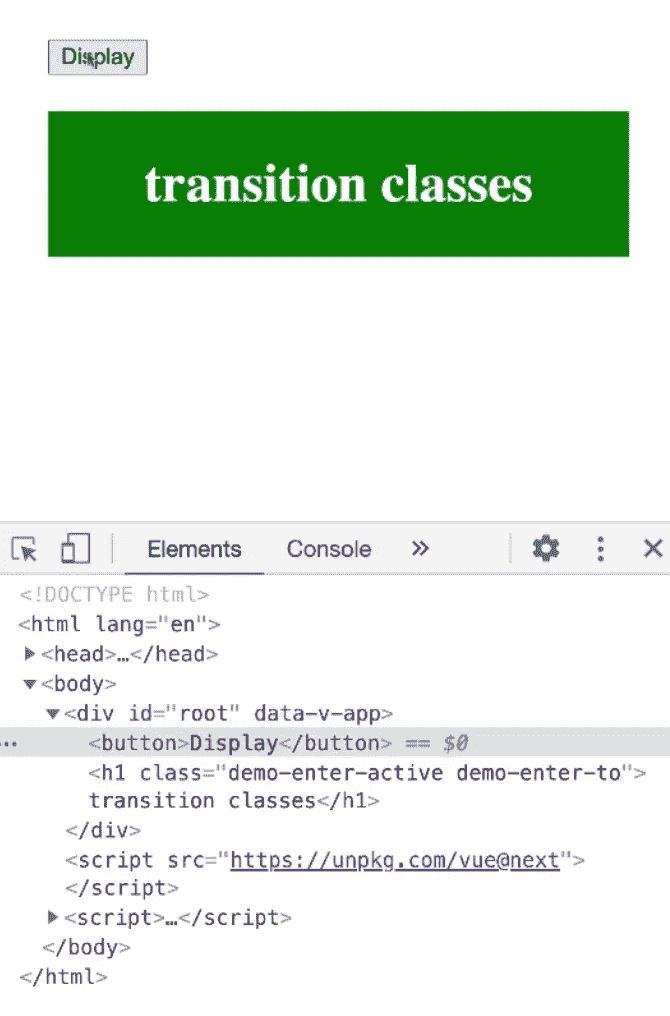 Display
transition classes
Elements Console »
<!DOCTYPE html>
<html lang="en">
▶<head>…</head>
▼<body>
▼<div id="root" data-v-app>
… <button>Display</button> == $0
<h1 class="demo-enter-active demo-enter-to">
transition classes</h1>
</div>
<script src="https://unpkg.com/vue@next">
</script>
▶<script>…</script>
</body>
</html>